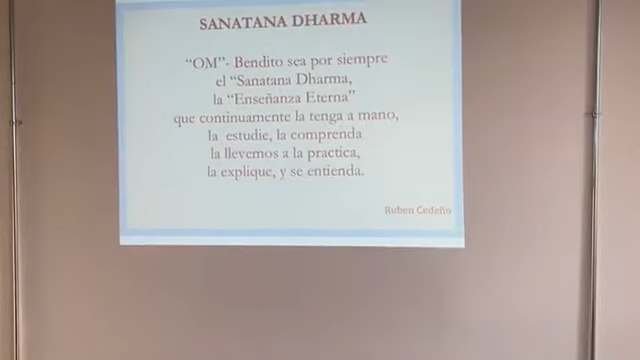 SANATANA DHARMA
“OM”- Bendito sea por siempre
el “Sanatana Dharma,
la “Enseñanza Eterna”
que continuamente la tenga a mano,
la estudie, la comprenda
la llevemos a la practica,
la explique, y se entienda.
Ruben Cedeño